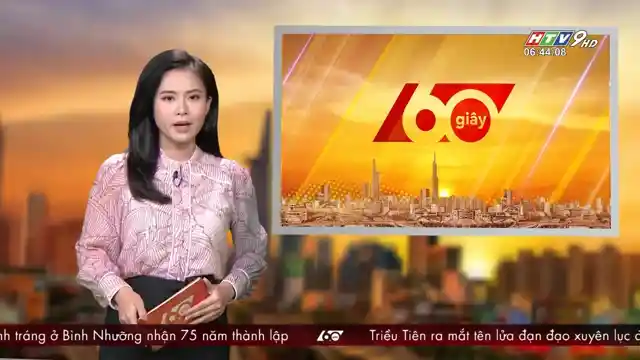 HTV9HD
06:44:08
60 giây
nh tráng ở Bình Nhưỡng nhận 75 năm thành lập 60 Triều Tiên ra mắt tên lửa đạn đạo xuyên lục ở